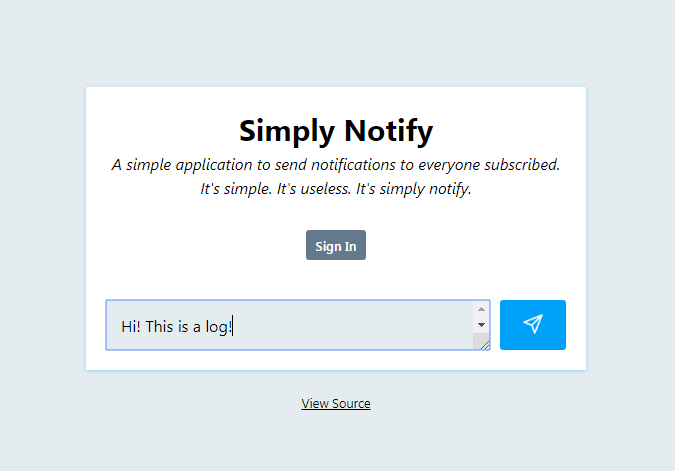 Simply Notify
A simple application to send notifications to everyone subscribed.
It's simple. It's useless. It's simply notify.
Sign In
Hi! This is a log!
View Source